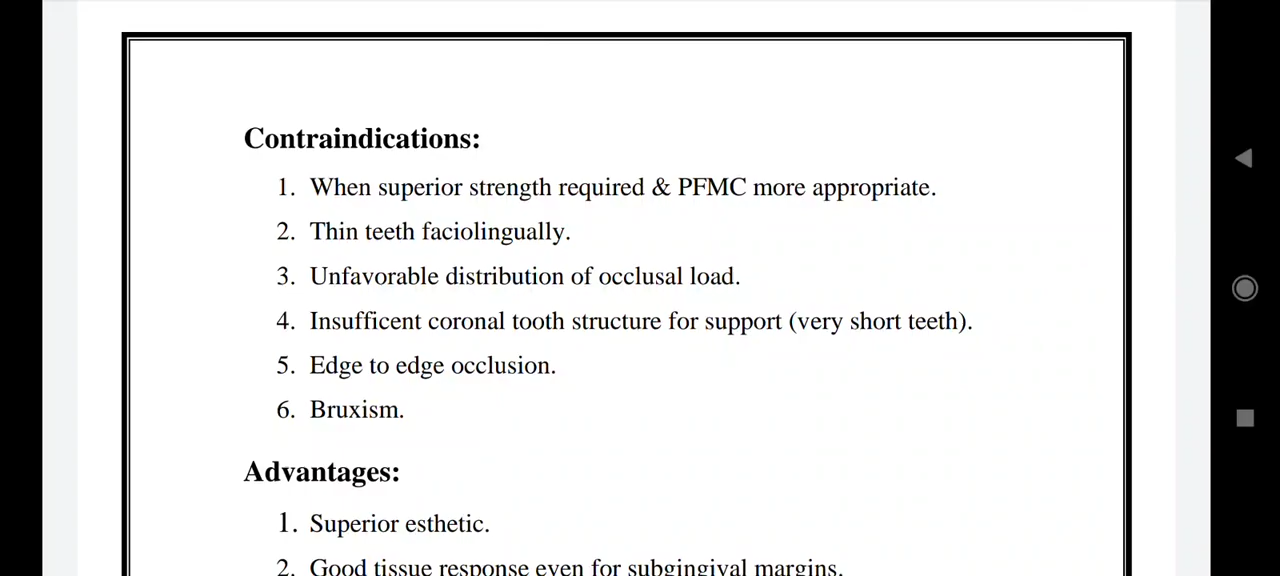 Contraindications:
1. When superior strength required & PFMC more appropriate.
2. Thin teeth faciolingually.
3. Unfavorable distribution of occlusal load.
4. Insufficent coronal tooth structure for support (very short teeth).
5. Edge to edge occlusion.
6. Bruxism.
Advantages:
1. Superior esthetic.
2. Good tissue response even for subgingival margins.